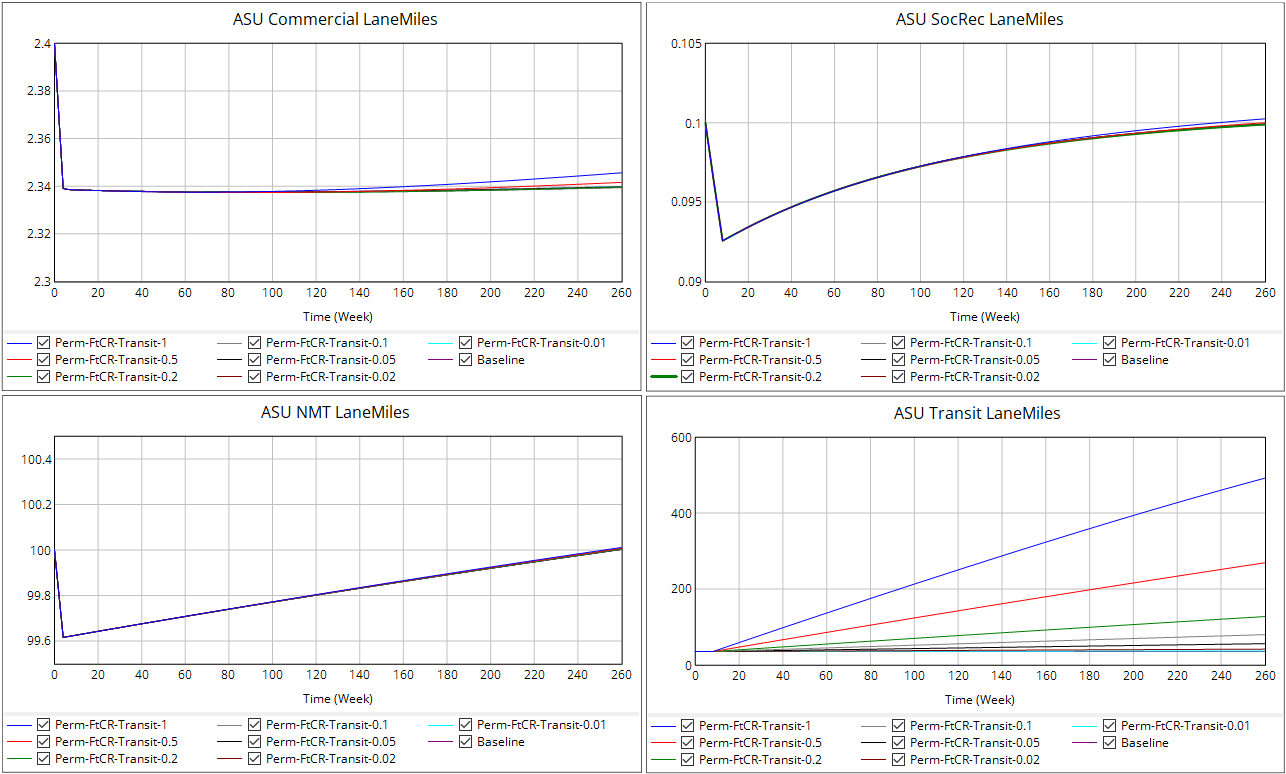 ASU Commercial LaneMiles
2.4
2.38
2.36
2.34
2.32
2.3
0 20 40 60 80 100 120 140 160 180 200 220 240 260
Time (Week)
Perm-FtCR-Transit-1 Perm-FtCR-Transit-0.1 Perm-FtCR-Transit-0.01
Perm-FtCR-Transit-0.5 Perm-FtCR-Transit-0.05 Baseline
Perm-FtCR-Transit-0.2 Perm-FtCR-Transit-0.02
ASU SocRec LaneMiles
0.105
0.1
0.095
0.09
0 20 40 60 80 100 120 140 160 180 200 220 240 260
Time (Week)
Perm-FtCR-Transit-1 Perm-FtCR-Transit-0.1 Perm-FtCR-Transit-0.01
Perm-FtCR-Transit-0.5 Perm-FtCR-Transit-0.05 Baseline
Perm-FtCR-Transit-0.2 Perm-FtCR-Transit-0.02
ASU NMT LaneMiles
100.4
100.2
100
99.8
99.6
0 20 40 60 80 100 120 140 160 180 200 220 240 260
Time (Week)
Perm-FtCR-Transit-1 Perm-FtCR-Transit-0.1 Perm-FtCR-Transit-0.01
Perm-FtCR-Transit-0.5 Perm-FtCR-Transit-0.05 Baseline
Perm-FtCR-Transit-0.2 Perm-FtCR-Transit-0.02
ASU Transit LaneMiles
600
400
200
0
0 20 40 60 80 100 120 140 160 180 200 220 240 260
Time (Week)
Perm-FtCR-Transit-1 Perm-FtCR-Transit-0.1 Perm-FtCR-Transit-0.01
Perm-FtCR-Transit-0.5 Perm-FtCR-Transit-0.05 Baseline
Perm-FtCR-Transit-0.2 Perm-FtCR-Transit-0.02